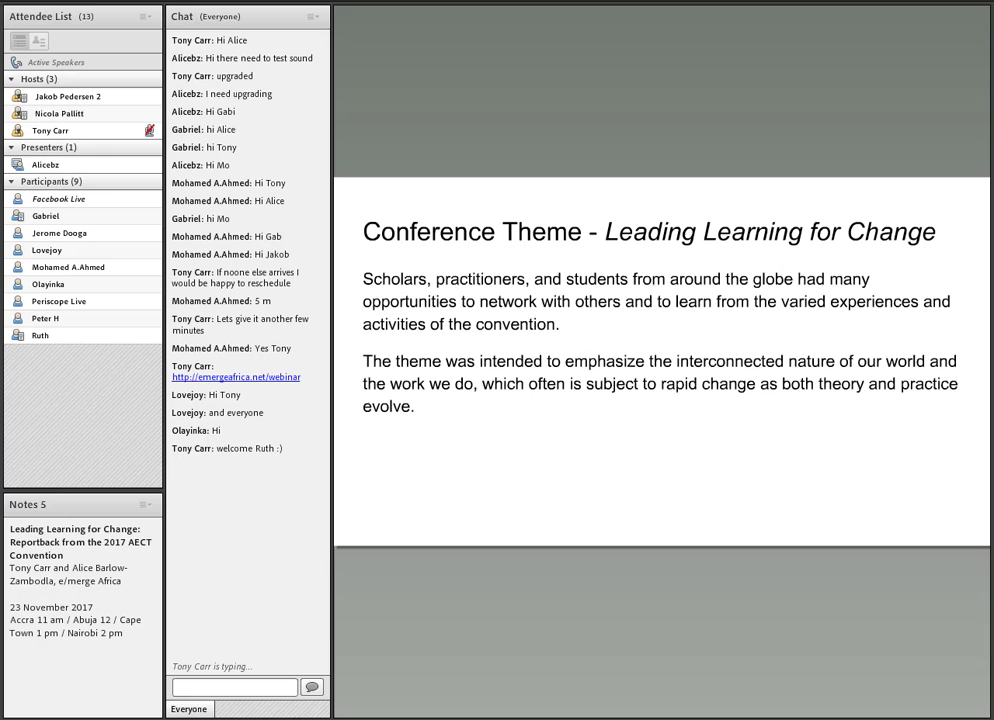 Attendee List (13)
Active Speakers
Hosts (3)
Jakob Pedersen 2
Nicola Pallitt
Tony Carr
Presenters (1)
Alicebz
Participants (9)
Facebook Live
Gabriel
Jerome Dooga
Lovejoy
Mohamed A.Ahmed
Olayinka
Periscope Live
Peter H
Ruth
Notes 5
Leading Learning for Change:
Reportback from the 2017 AECT
Convention
Tony Carr and Alice Barlow-
Zambodla, e/merge Africa
23 November 2017
Accra 11 am / Abuja 12 / Cape
Town 1 pm / Nairobi 2 pm
Chat (Everyone)
Tony Carr: Hi Alice
Alicebz: Hi there need to test sound
Tony Carr: upgraded
Alicebz: I need upgrading
Alicebz: Hi Gabi
Gabriel: hi Alice
Gabriel: hi Tony
Alicebz: Hi Mo
Mohamed A.Ahmed: Hi Tony
Mohamed A.Ahmed: Hi Alice
Gabriel: hi Mo
Mohamed A.Ahmed: Hi Gab
Mohamed A.Ahmed: Hi Jakob
Tony Carr: If noone else arrives I
would be happy to reschedule
Mohamed A.Ahmed: 5 m
Tony Carr: Lets give it another few
minutes
Mohamed A.Ahmed: Yes Tony
Tony Carr:
http://emergeafrica.net/webinar
Lovejoy: Hi Tony
Lovejoy: and everyone
Olayinka: Hi
Tony Carr: welcome Ruth :)
Tony Carr is typing...
Everyone
Conference Theme - Leading Learning for Change
Scholars, practitioners, and students from around the globe had many
opportunities to network with others and to learn from the varied experiences and
activities of the convention.
The theme was intended to emphasize the interconnected nature of our world and
the work we do, which often is subject to rapid change as both theory and practice
evolve.